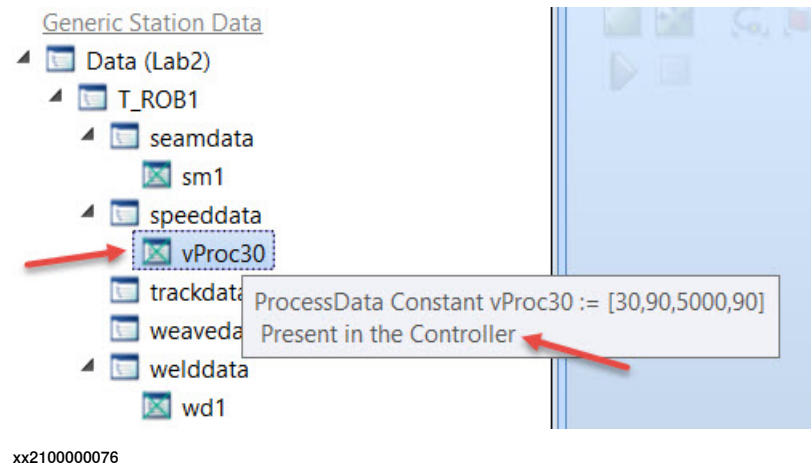 Generic Station Data
Data (Lab2)
T_ROB1
seamdata
sm1
speeddata
vProc30
trackdata
ProcessData Constant vProc30 := [30,90,5000,90]
weaveda
Present in the Controller
welddata
wd1
xx2100000076